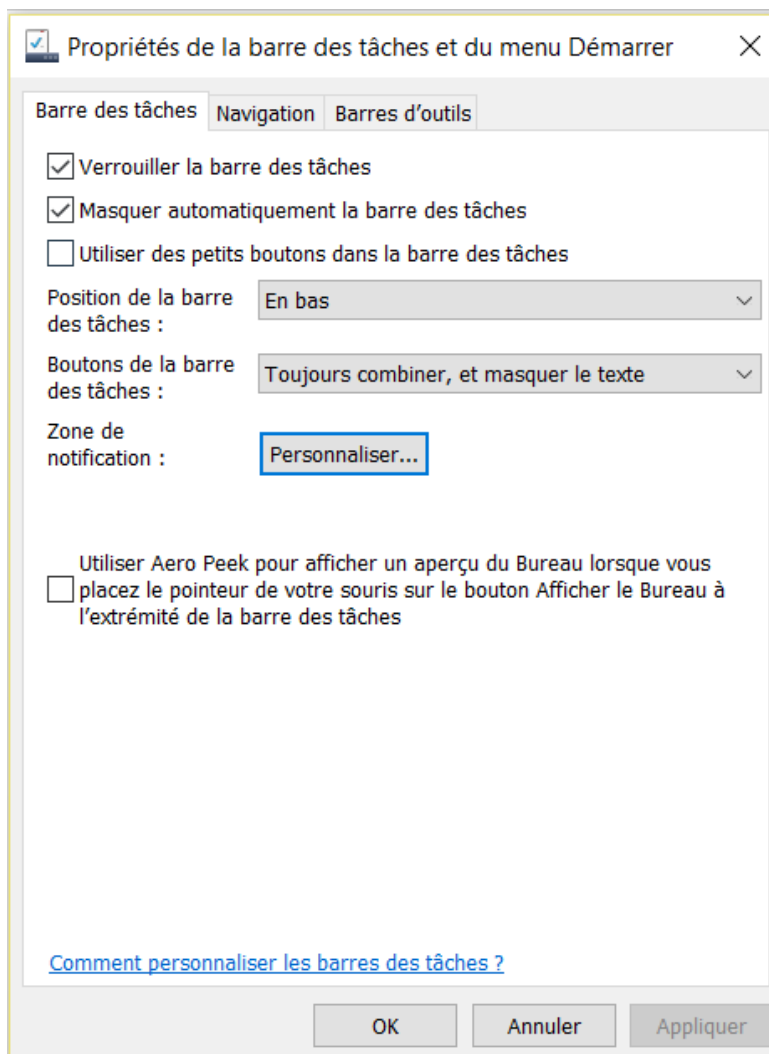 Propriétés de la barre des tâches et du menu Démarrer
Barre des tâches Navigation Barres d’outils
Verrouiller la barre des tâches
Masquer automatiquement la barre des tâches
Utiliser des petits boutons dans la barre des tâches
Position de la barre
des tâches :
En bas
Boutons de la barre
des tâches :
Toujours combiner, et masquer le texte
Zone de
notification :
Personnaliser...
Utiliser Aero Peek pour afficher un aperçu du Bureau lorsque vous
placez le pointeur de votre souris sur le bouton Afficher le Bureau à
l’extrémité de la barre des tâches
Comment personnaliser les barres des tâches ?
OK Annuler Appliquer